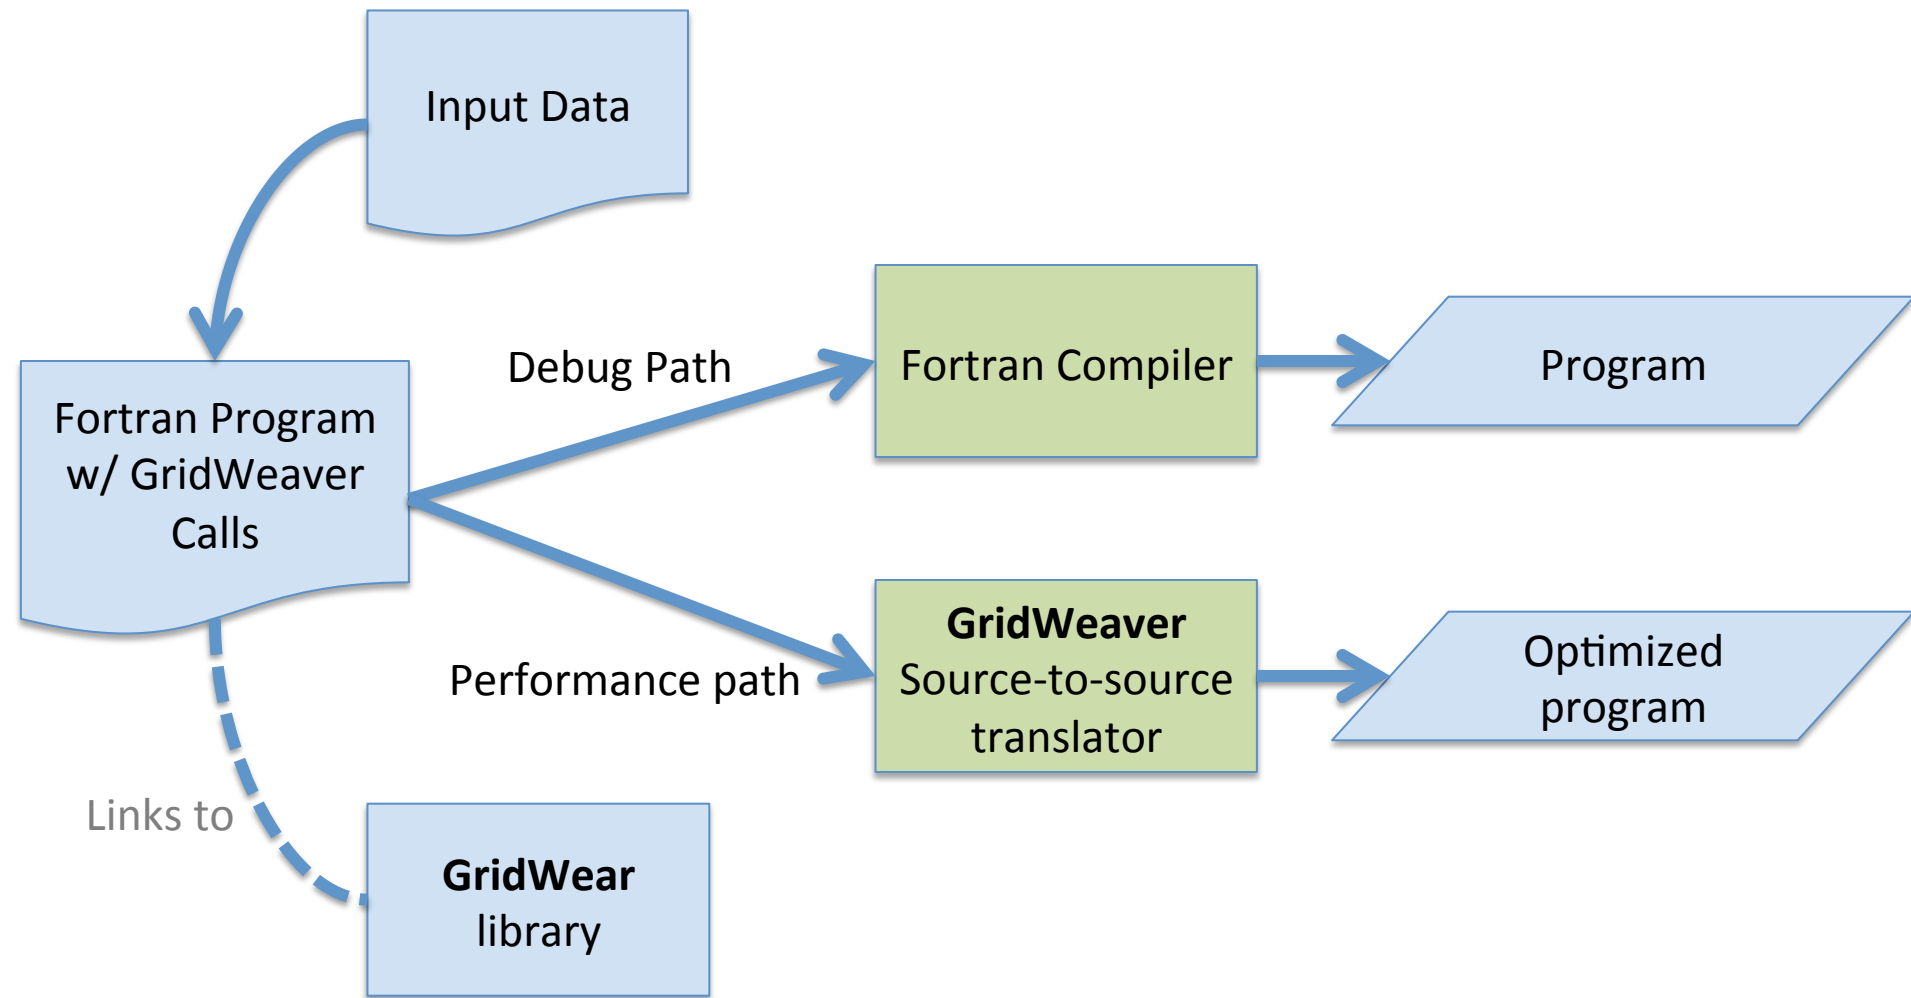 Input Data
Fortran Program
w/ GridWeaver
Calls
Debug Path
Fortran Compiler
Program
Performance path
GridWeaver
Source-to-source
translator
Optimized
program
Links to
GridWear
library